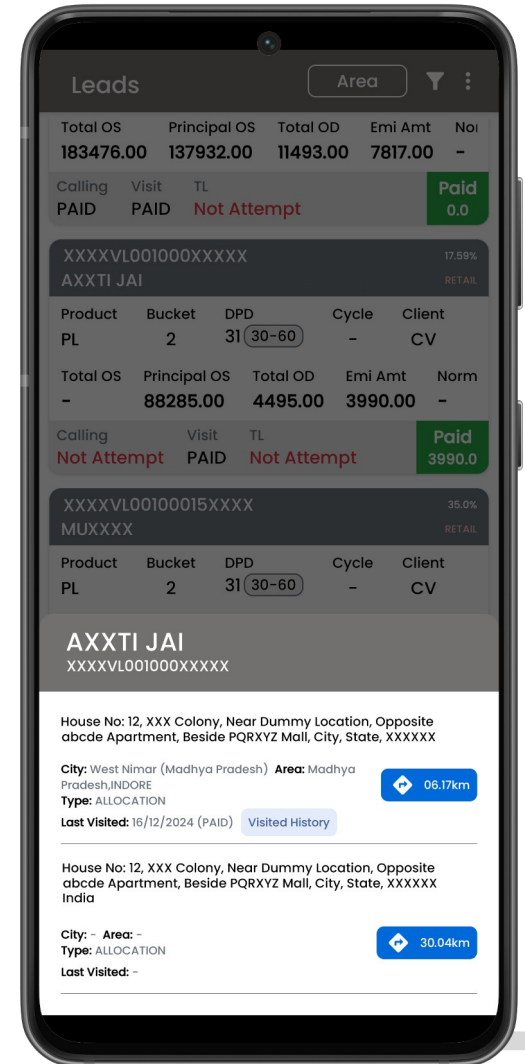 Leads Area
Total OS Principal OS Total OD Emi Amt Nor
183476.00 137932.00 11493.00 7817.00 -
Calling Visit TL Paid
PAID PAID Not Attempt 0.0
XXXXVL001000XXXXX 17.59%
AXXTI JAI RETAIL
Product Bucket DPD Cycle Client
PL 2 31 30-60 - CV
Total OS Principal OS Total OD Emi Amt Norm
- 88285.00 4495.00 3990.00 -
Calling Visit TL Paid
Not Attempt PAID Not Attempt 3990.0
XXXXVL00100015XXXX 35.0%
MUXXXX RETAIL
Product Bucket DPD Cycle Client
PL 2 31 30-60 - CV
AXXTI JAI
XXXXVL001000XXXXX
House No: 12, XXX Colony, Near Dummy Location, Opposite
abcde Apartment, Beside PQRXYZ Mall, City, State, XXXXXX
City: West Nimar (Madhya Pradesh) Area: Madhya
Pradesh,INDORE
06.17km
Type: ALLOCATION
Last Visited: 16/12/2024 (PAID) Visited History
House No: 12, XXX Colony, Near Dummy Location, Opposite
abcde Apartment, Beside PQRXYZ Mall, City, State, XXXXXX
India
City: - Area: -
30.04km
Type: ALLOCATION
Last Visited: -